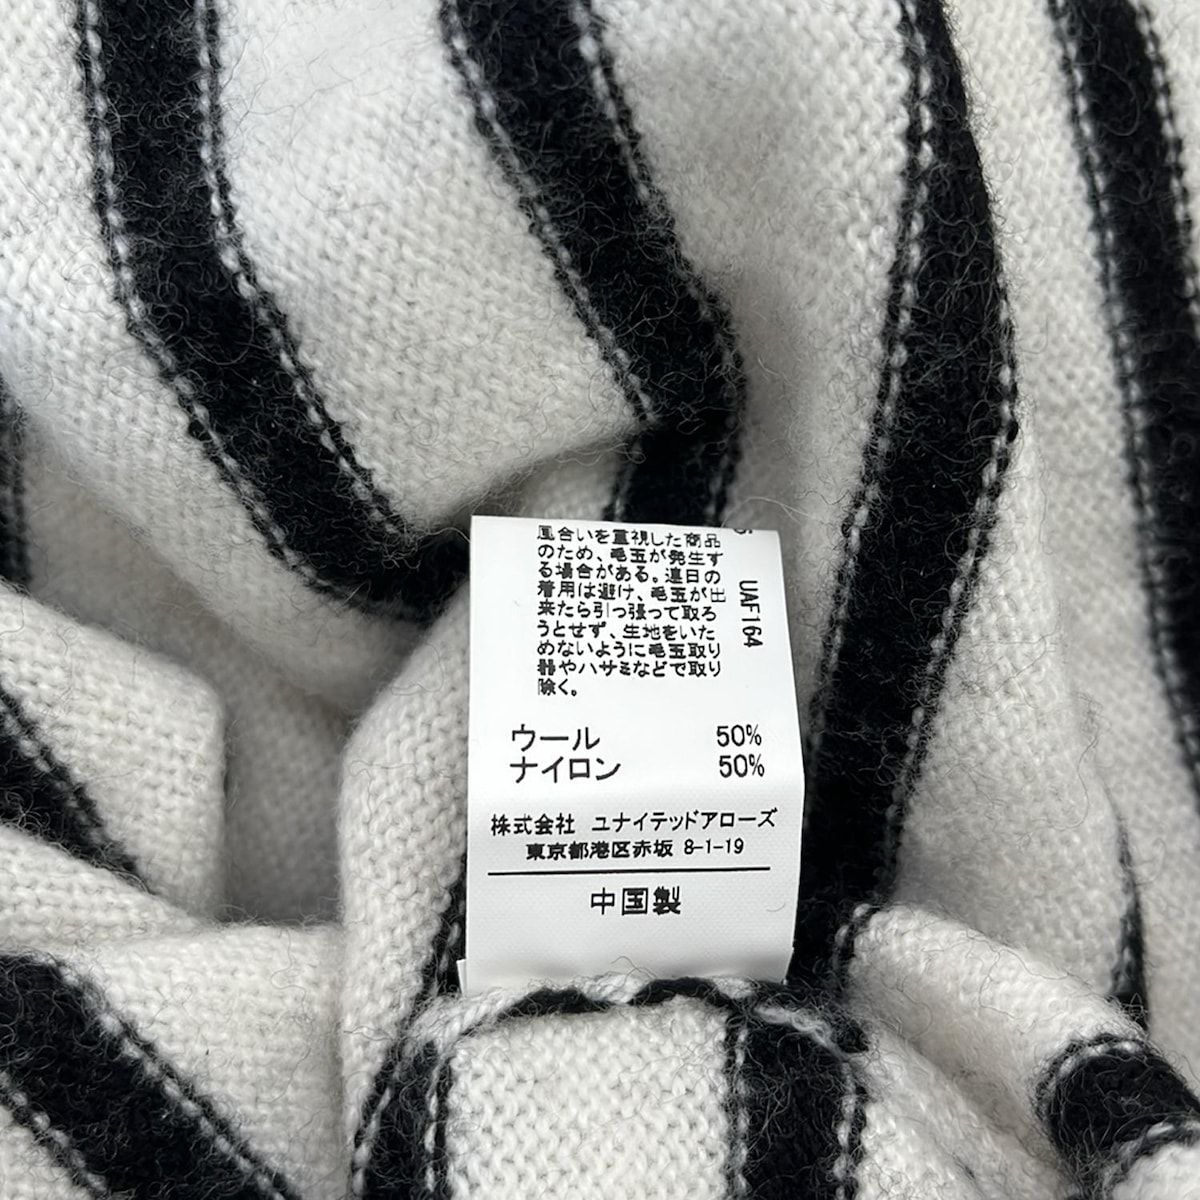 風合いを重視した商品
のため、毛玉が発生す
る場合がある。連日の
着用は避け、毛玉が出
来たら引っ張って取ろ
うとせず、生地をいた
めないように毛玉取り
器やハサミなどで取り
除く。
UAF164
ウール 50%
ナイロン 50%
株式会社 ユナイテッドアローズ
東京都港区赤坂 8-1-19
中国製